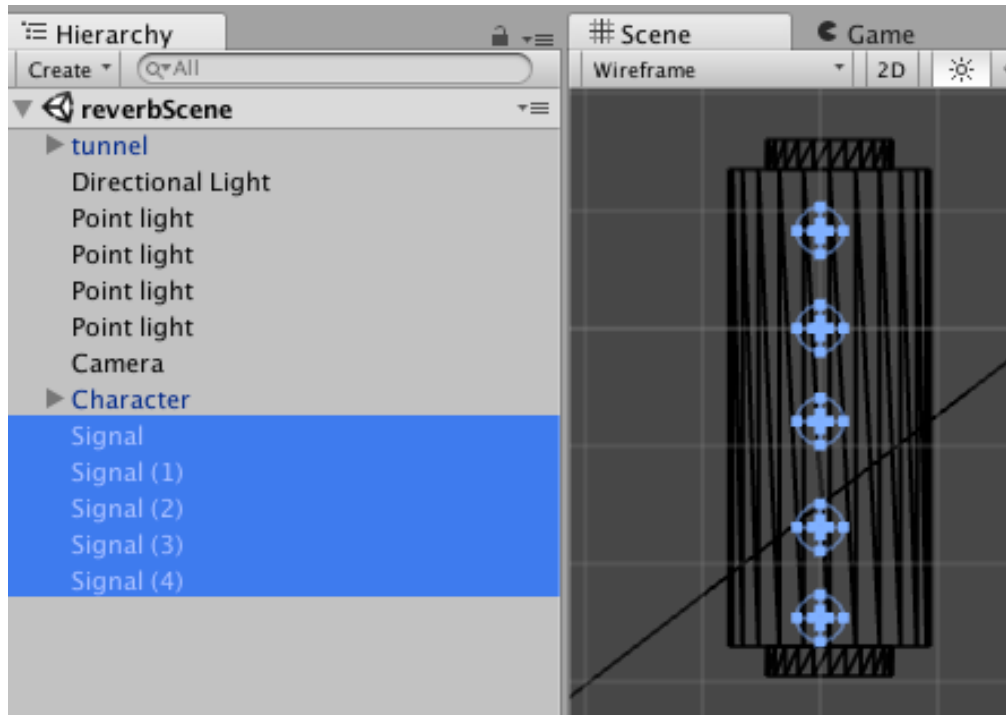 Hierarchy
Create
All
reverbScene
tunnel
Directional Light
Point light
Point light
Point light
Point light
Camera
Character
Signal
Signal (1)
Signal (2)
Signal (3)
Signal (4)
Scene
Game
Wireframe
2D